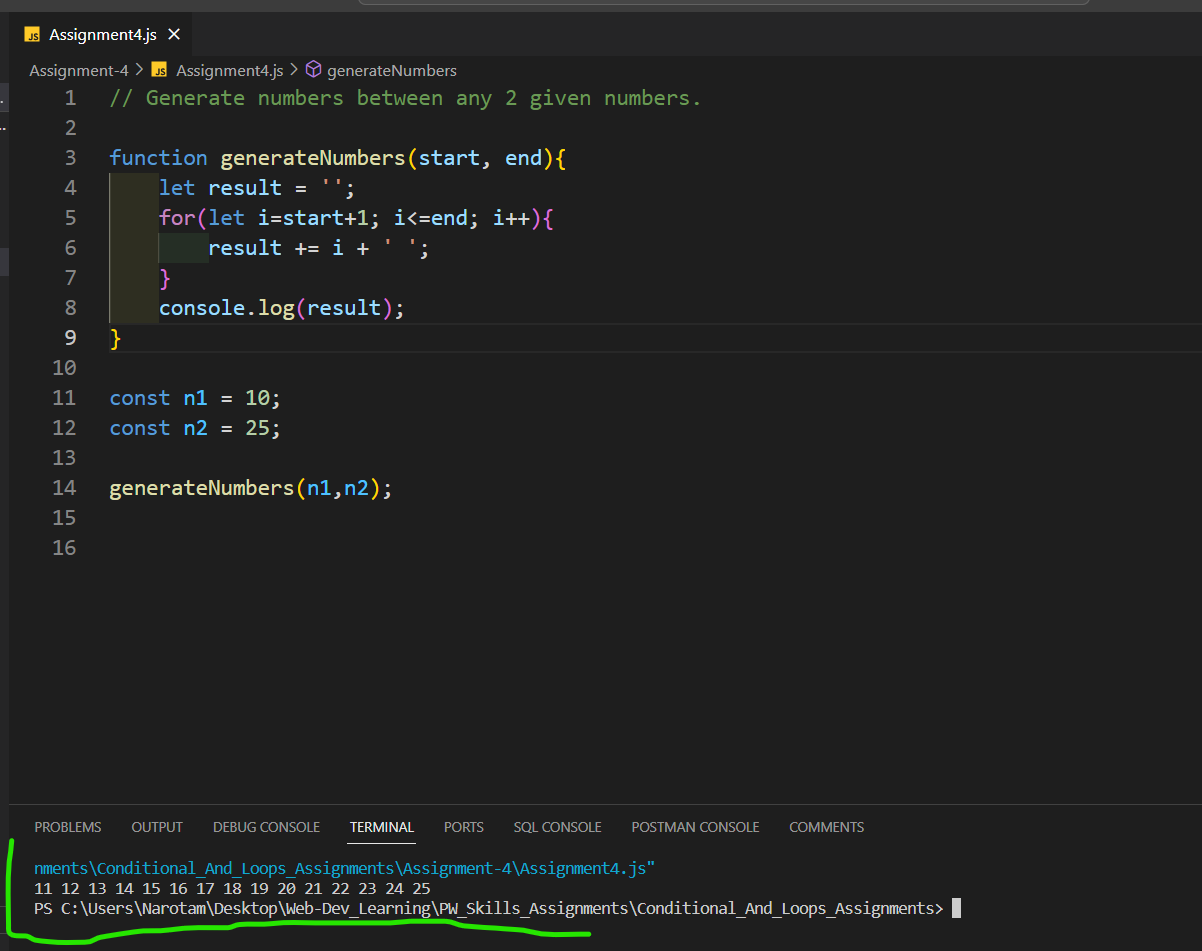 JS Assignment4.js ×
Assignment-4 > JS Assignment4.js > generateNumbers
1 // Generate numbers between any 2 given numbers.
2
3 function generateNumbers(start, end){
4 let result = '';
5 for(let i=start+1; i<=end; i++){
6 result += i + ' ';
7 }
8 console.log(result);
9 }
10
11 const n1 = 10;
12 const n2 = 25;
13
14 generateNumbers(n1,n2);
15
16
PROBLEMS OUTPUT DEBUG CONSOLE TERMINAL PORTS SQL CONSOLE POSTMAN CONSOLE COMMENTS
nments\Conditional_And_Loops_Assignments\Assignment-4\Assignment4.js"
11 12 13 14 15 16 17 18 19 20 21 22 23 24 25
PS C:\Users\Narotam\Desktop\Web-Dev_Learning\PW_Skills_Assignments\Conditional_And_Loops_Assignments>